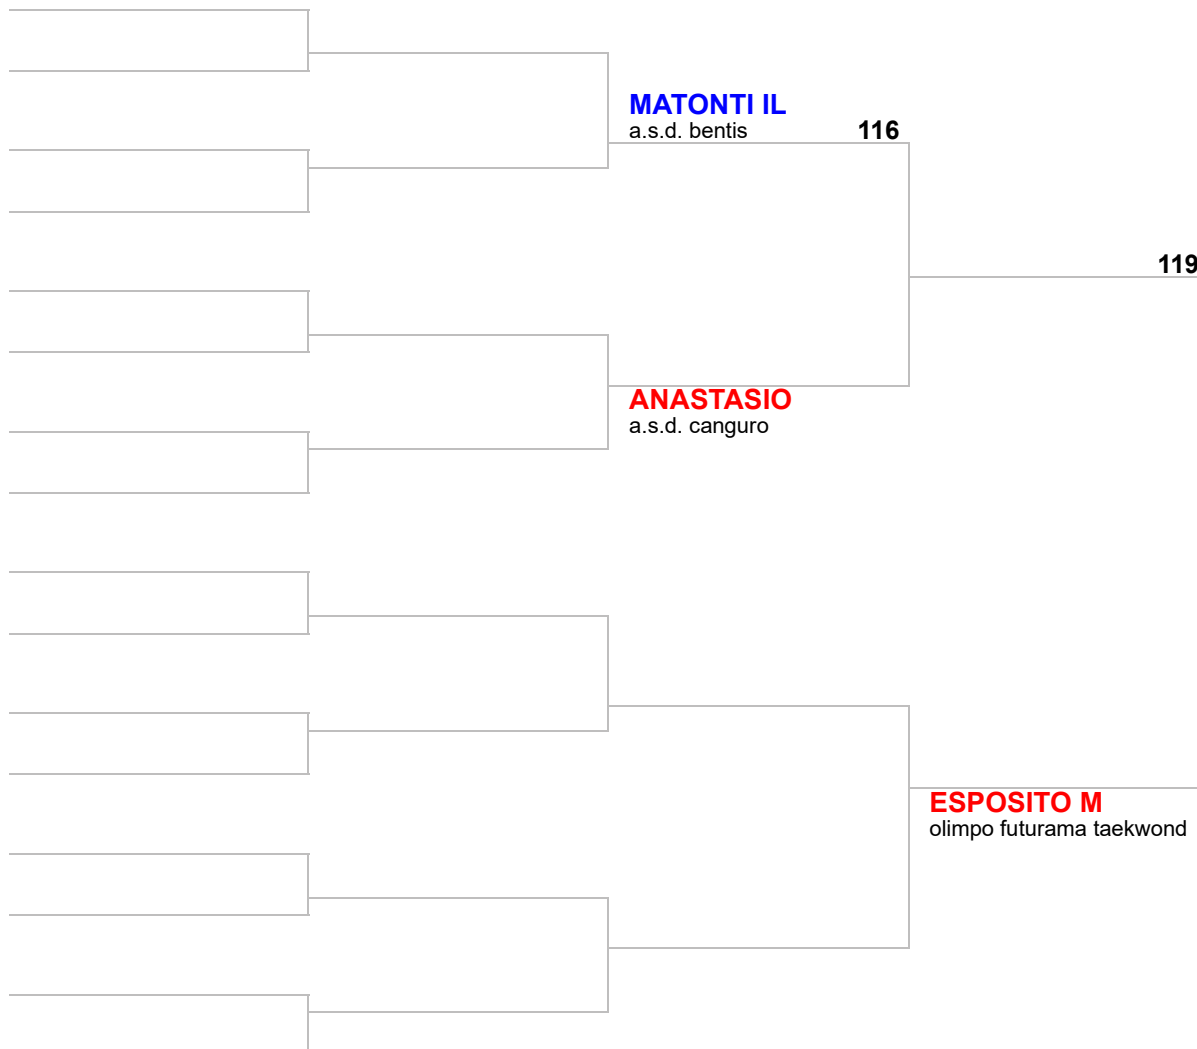 MATONTI IL
a.s.d. bentis
116
119
ANASTASIO
a.s.d. canguro
ESPOSITO M
olimpo futurama taekwond